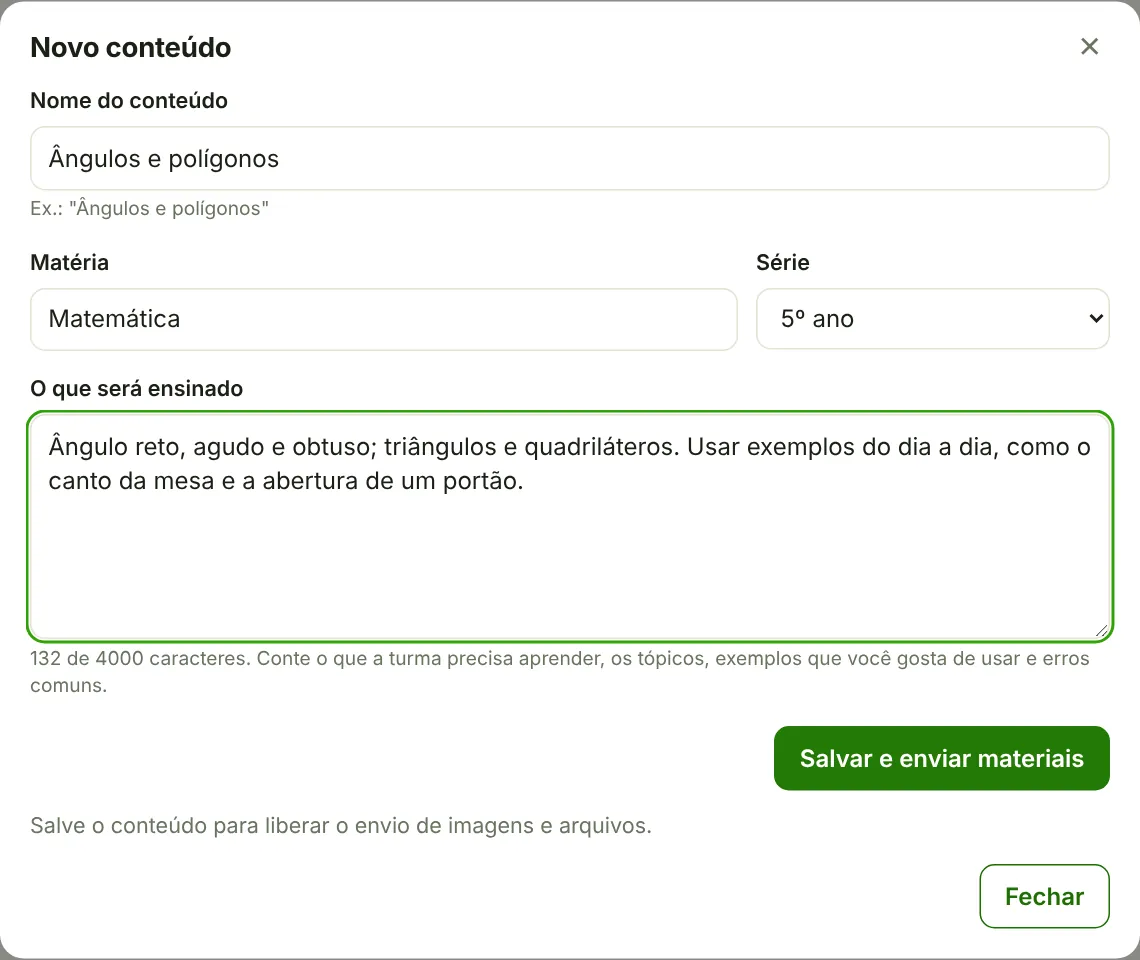 Novo conteúdo
Nome do conteúdo
Ângulos e polígonos
Ex.: "Ângulos e polígonos"
Matéria
Série
Matemática
5º ano
O que será ensinado
Ângulo reto, agudo e obtuso; triângulos e quadriláteros. Usar exemplos do dia a dia, como o
canto da mesa e a abertura de um portão.
132 de 4000 caracteres. Conte o que a turma precisa aprender, os tópicos, exemplos que você gosta de usar e erros
comuns.
Salvar e enviar materiais
Salve o conteúdo para liberar o envio de imagens e arquivos.
Fechar